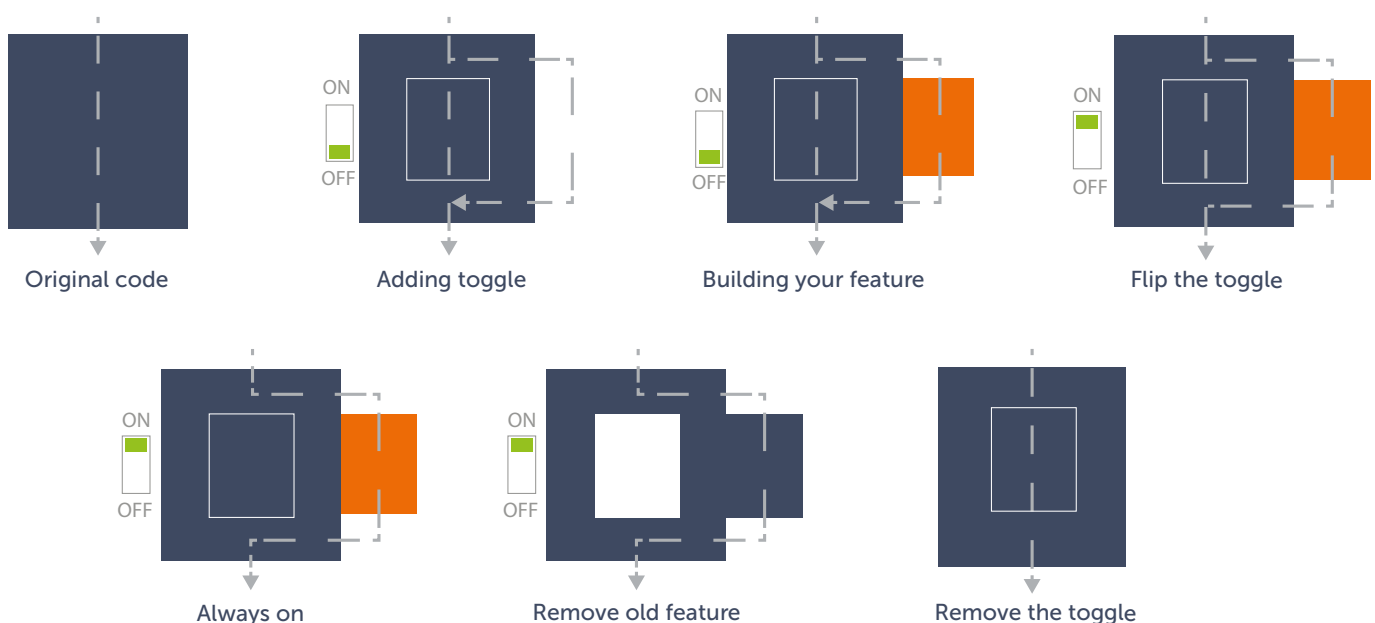 ON
OFF
ON
OFF
ON
OFF
Original code
Adding toggle
Building your feature
Flip the toggle
ON
OFF
ON
OFF
Always on
Remove old feature
Remove the toggle